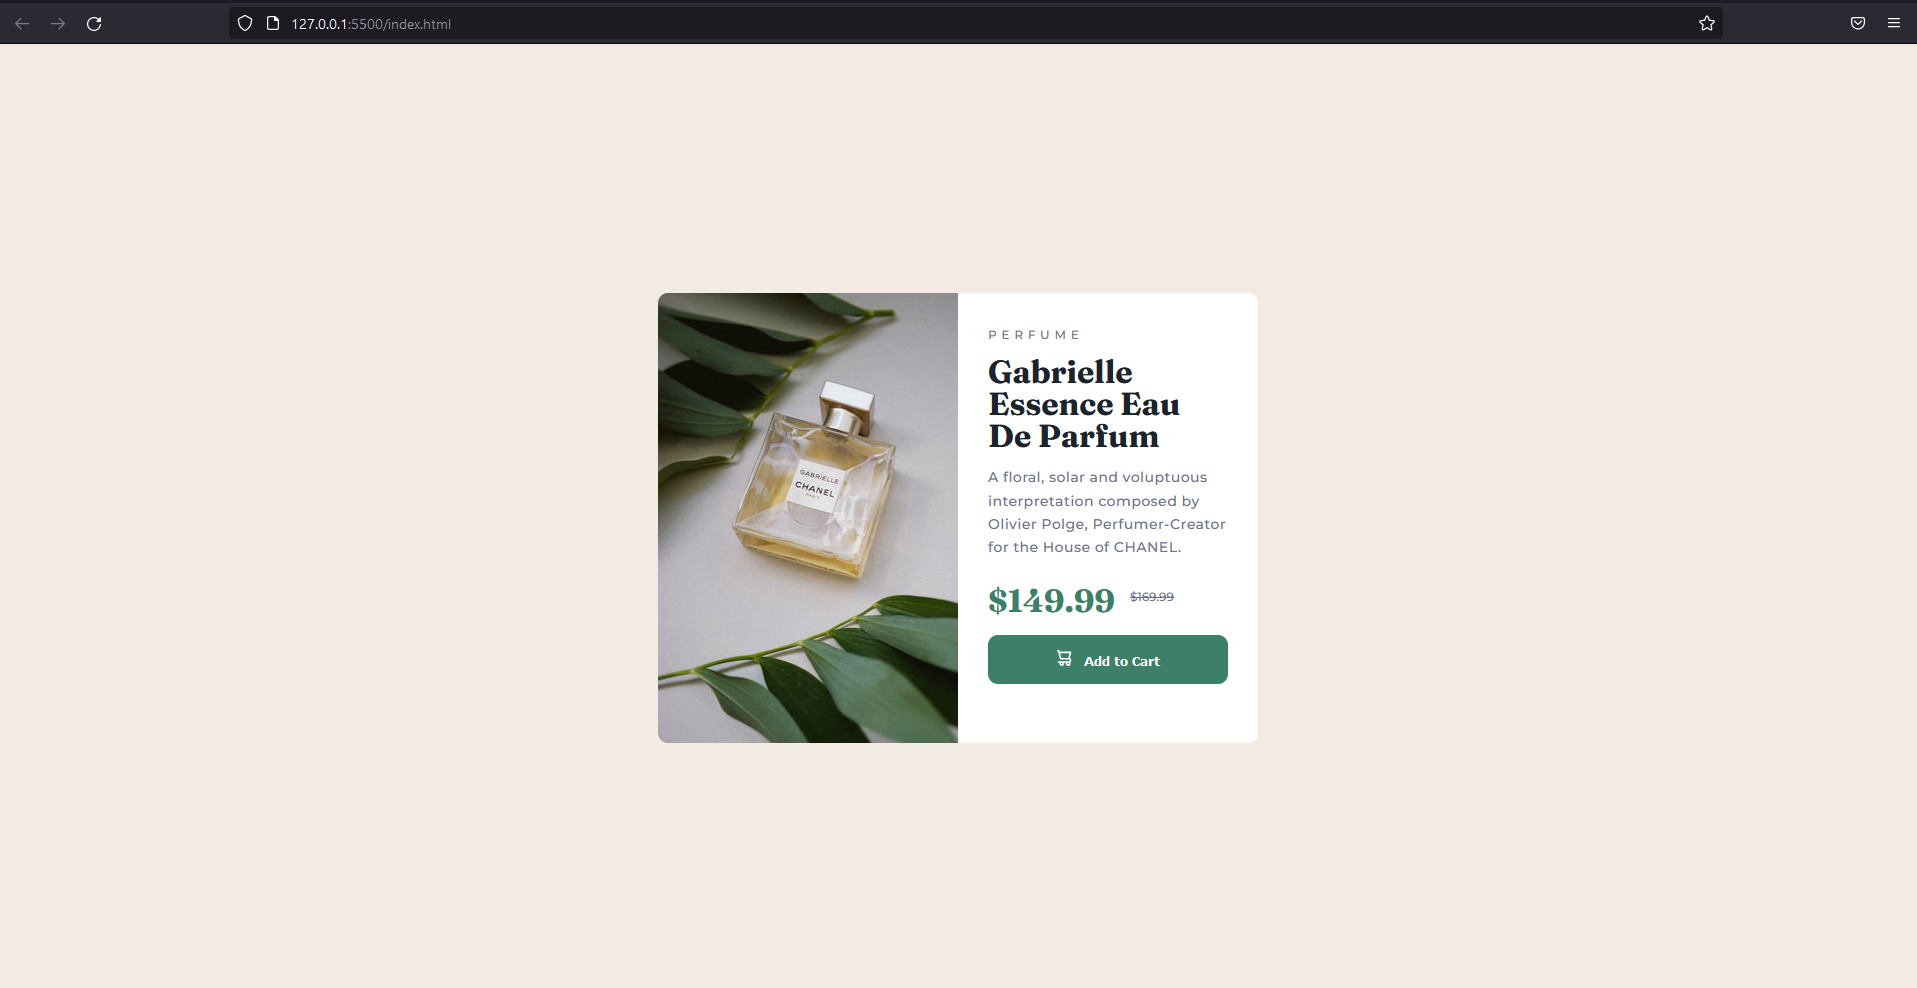 127.0.0.1:5500/index.html
GABRIELLE
CHANEL
PARIS
PERFUME
Gabrielle
Essence Eau
De Parfum
A floral, solar and voluptuous
interpretation composed by
Olivier Polge, Perfumer-Creator
for the House of CHANEL.
$149.99 $169.99
Add to Cart